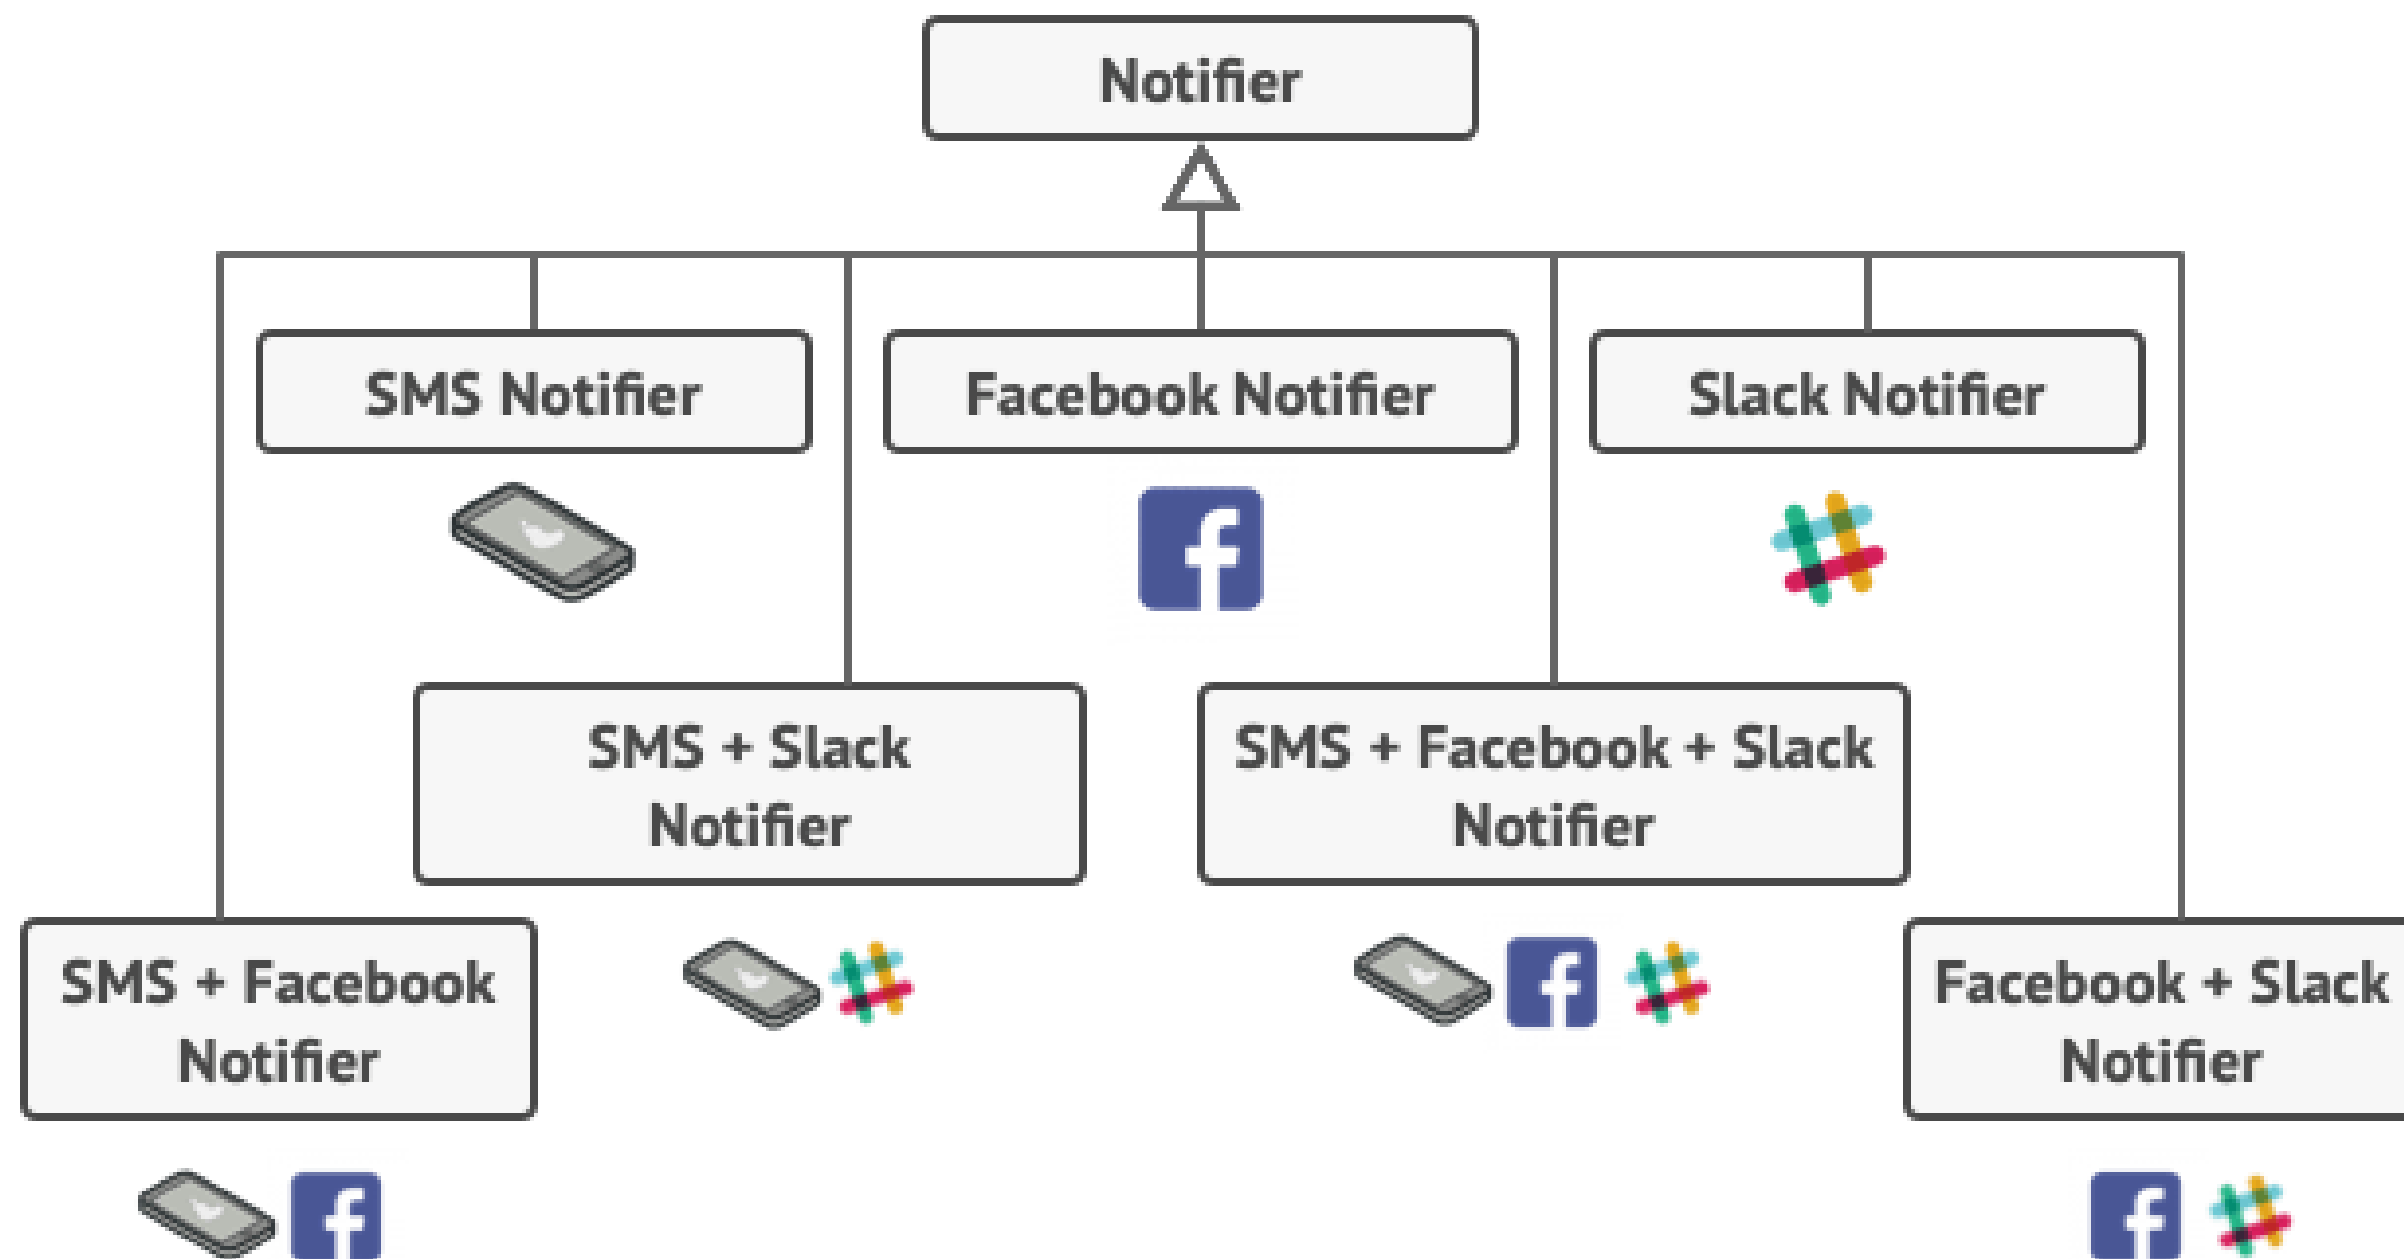 Notifier
SMS Notifier
Facebook Notifier
Slack Notifier
SMS + Slack
Notifier
SMS + Facebook + Slack
Notifier
SMS + Facebook
Notifier
Facebook + Slack
Notifier